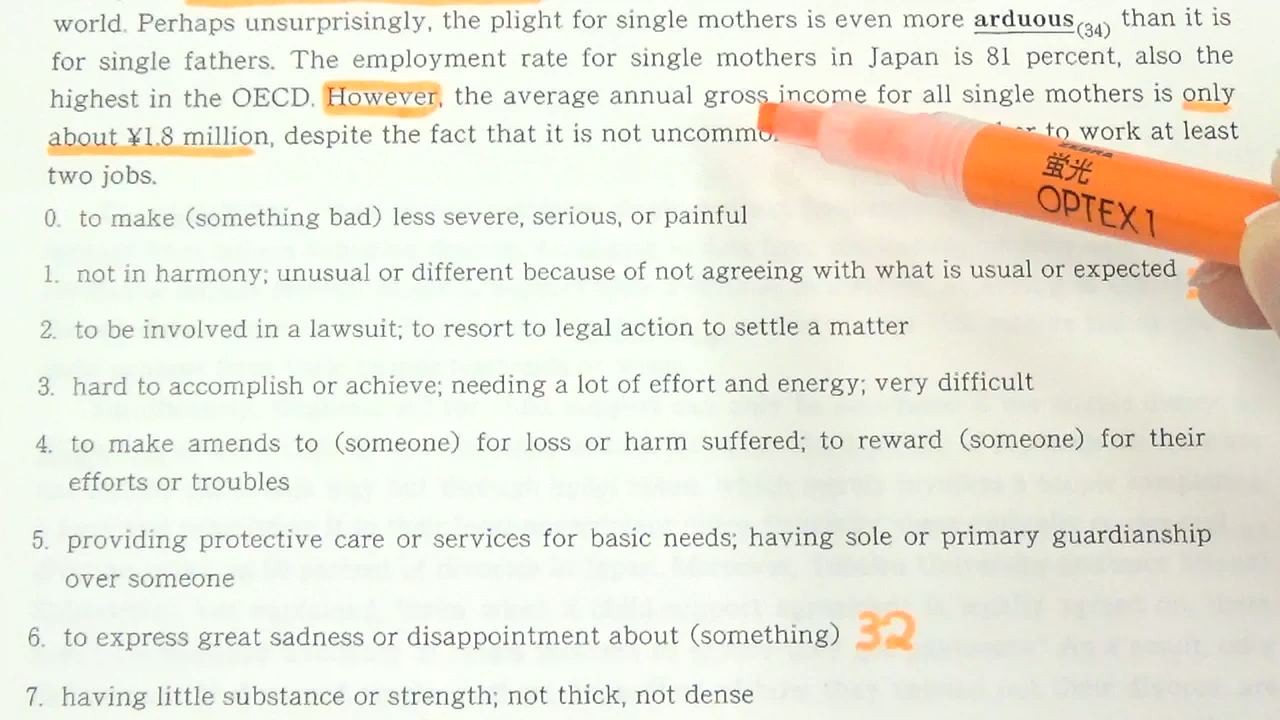 world. Perhaps unsurprisingly, the plight for single mothers is even more arduous(34) than it is
for single fathers. The employment rate for single mothers in Japan is 81 percent, also the
highest in the OECD. However, the average annual gross income for all single mothers is only
about ¥1.8 million, despite the fact that it is not uncommo to work at least
two jobs.
ZEBRA
蛍光
OPTEX 1
0. to make (something bad) less severe, serious, or painful
1. not in harmony; unusual or different because of not agreeing with what is usual or expected
2. to be involved in a lawsuit; to resort to legal action to settle a matter
3. hard to accomplish or achieve; needing a lot of effort and energy; very difficult
4. to make amends to (someone) for loss or harm suffered; to reward (someone) for their
efforts or troubles
5. providing protective care or services for basic needs; having sole or primary guardianship
over someone
6. to express great sadness or disappointment about (something) 32
7. having little substance or strength; not thick, not dense